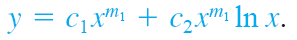 y = c₁x^{m₁} + c₂x^{m₁} ln x.